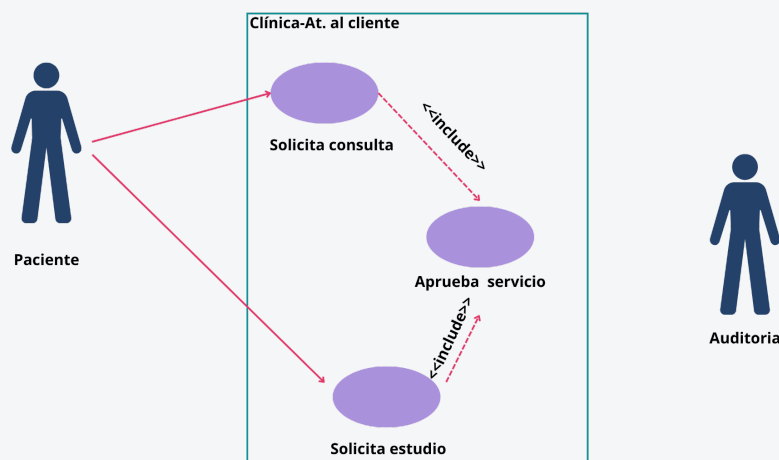 Clínica-At. al cliente
<<include>>
Solicita consulta
Paciente
Aprueba servicio
<<include>>
Auditoria
Solicita estudio